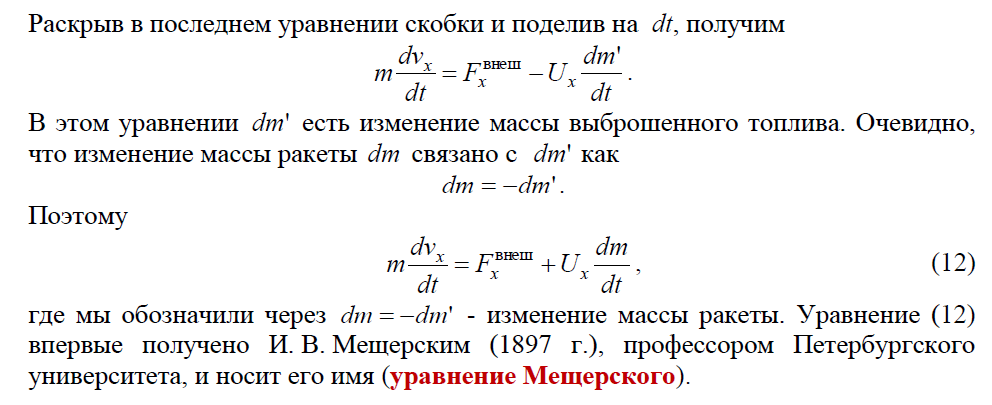 Раскрыв в последнем уравнении скобки и поделив на dt, получим
m dv_x/dt = F_x^внеш − U_x dm'/dt .
В этом уравнении dm' есть изменение массы выброшенного топлива. Очевидно,
что изменение массы ракеты dm связано с dm' как
dm = −dm' .
Поэтому
m dv_x/dt = F_x^внеш + U_x dm/dt , (12)
где мы обозначили через dm = −dm' - изменение массы ракеты. Уравнение (12)
впервые получено И. В. Мещерским (1897 г.), профессором Петербургского
университета, и носит его имя (уравнение Мещерского).